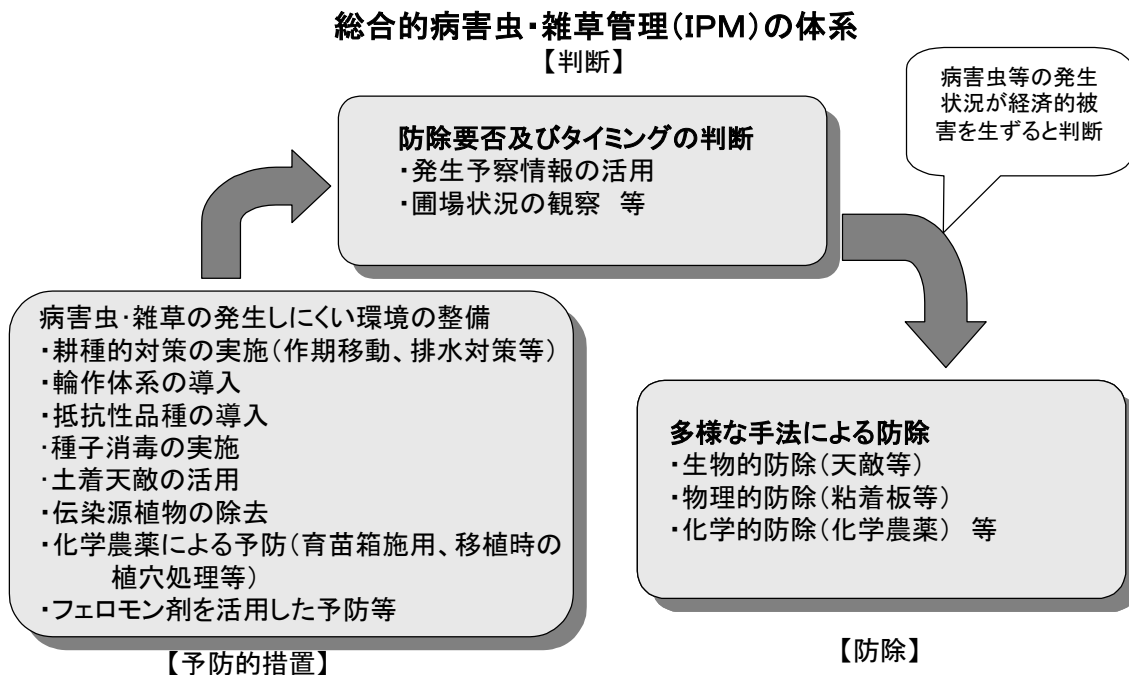 総合的病害虫・雑草管理(IPM)の体系
【判断】
病害虫等の発生
状況が経済的被
害を生ずると判断
防除要否及びタイミングの判断
・発生予察情報の活用
・圃場状況の観察　等
病害虫・雑草の発生しにくい環境の整備
・耕種的対策の実施(作期移動、排水対策等)
・輪作体系の導入
・抵抗性品種の導入
・種子消毒の実施
・土着天敵の活用
・伝染源植物の除去
・化学農薬による予防(育苗箱施用、移植時の
植穴処理等)
・フェロモン剤を活用した予防等
【予防的措置】
多様な手法による防除
・生物的防除(天敵等)
・物理的防除(粘着板等)
・化学的防除(化学農薬)　等
【防除】